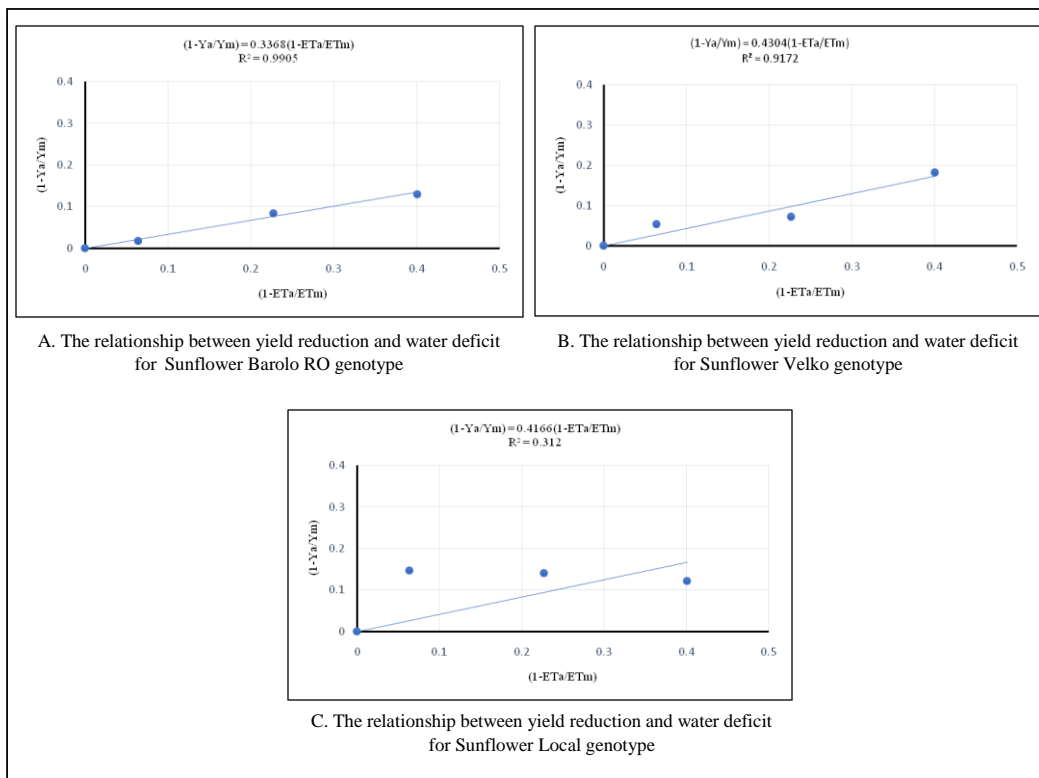 (1-Ya/Ym)=0.3368(1-ETa/ETm)
R² = 0.9905
0.4
0.3
0.2
0.1
0
0 0.1 0.2 0.3 0.4 0.5
(1-Ya/Ym)
(1-ETa/ETm)
A. The relationship between yield reduction and water deficit
for Sunflower Barolo RO genotype
(1-Ya/Ym)=0.4304(1-ETa/ETm)
R² = 0.9172
0.4
0.3
0.2
0.1
0
0 0.1 0.2 0.3 0.4 0.5
(1-Ya/Ym)
(1-ETa/ETm)
B. The relationship between yield reduction and water deficit
for Sunflower Velko genotype
(1-Ya/Ym)=0.4166(1-ETa/ETm)
R² = 0.312
0.4
0.3
0.2
0.1
0
0 0.1 0.2 0.3 0.4 0.5
(1-Ya/Ym)
(1-ETa/ETm)
C. The relationship between yield reduction and water deficit
for Sunflower Local genotype